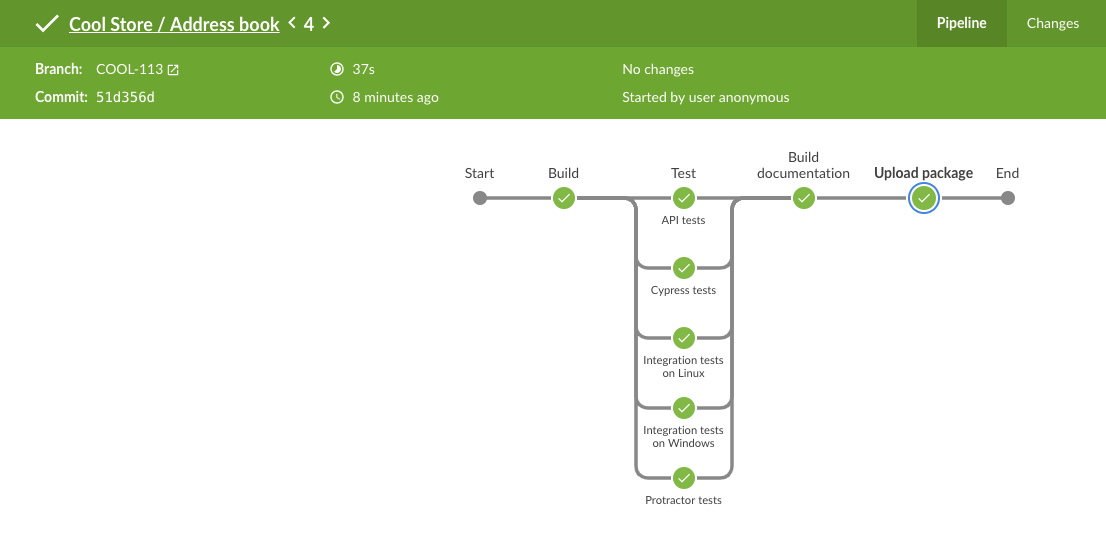 Cool Store / Address book < 4 >
Pipeline
Changes
Branch: COOL-113
37s
No changes
Commit: 51d356d
8 minutes ago
Started by user anonymous
Start
Build
Test
Build
documentation
Upload package
End
API tests
Cypress tests
Integration tests
on Linux
Integration tests
on Windows
Protractor tests